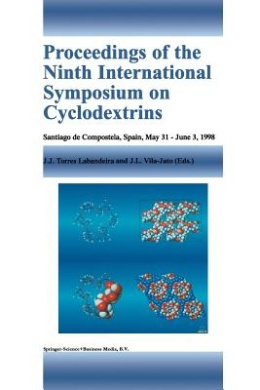 Proceedings of the
Ninth International
Symposium on
Cyclodextrins
Santiago de Compostela, Spain, May 31 - June 3, 1998
J.J. Torres Labandeira and J.L. Vila-Jato (Eds.)
Springer-Science+Business Media, B.V.